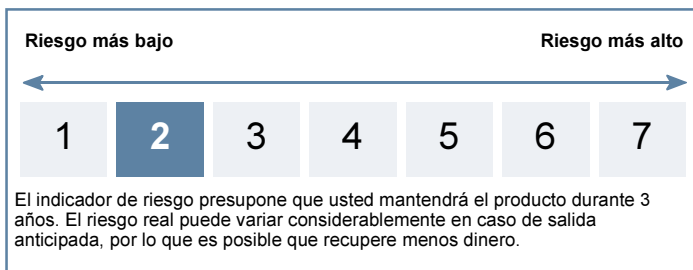 Riesgo más bajo Riesgo más alto
1 2 3 4 5 6 7
El indicador de riesgo presupone que usted mantendrá el producto durante 3
años. El riesgo real puede variar considerablemente en caso de salida
anticipada, por lo que es posible que recupere menos dinero.